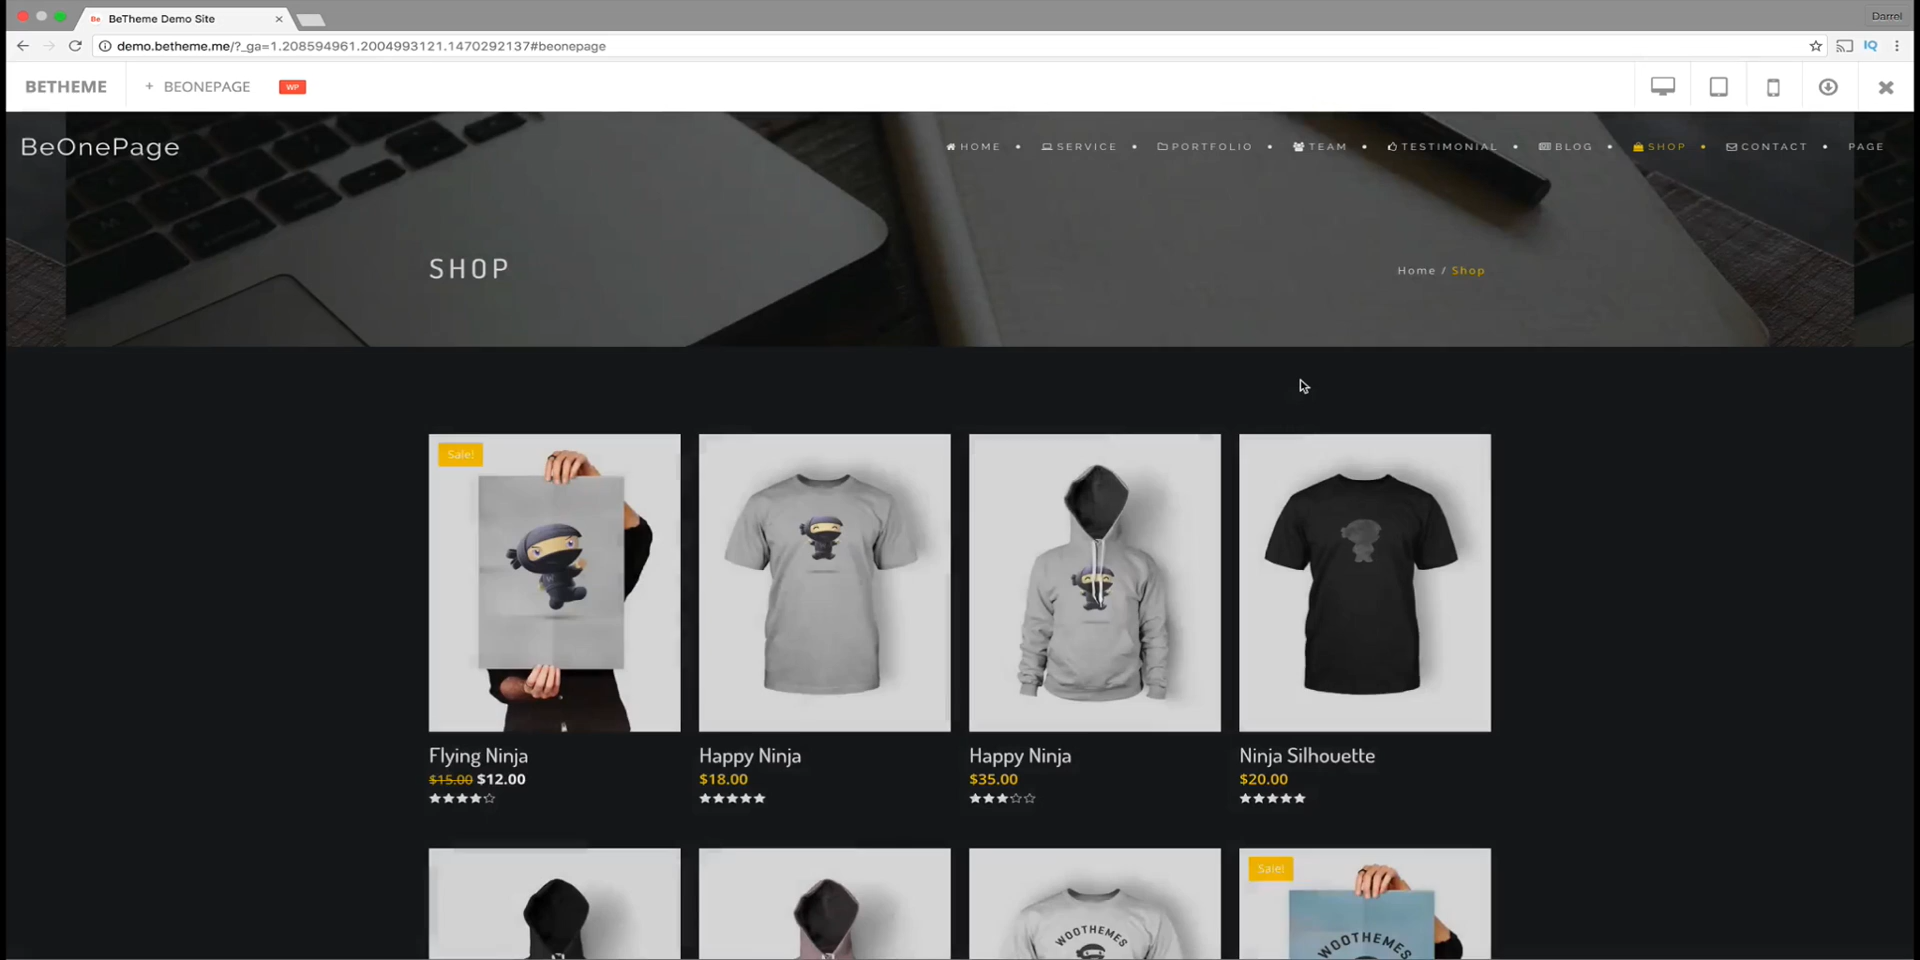 BeTheme Demo Site
Darrel
demo.betheme.me/?_ga=1.208594961.2004993121.1470292137#beonepage
IQ
BETHEME + BEONEPAGE WP
BeOnePage
HOME • SERVICE • PORTFOLIO • TEAM • TESTIMONIAL • BLOG • SHOP • CONTACT • PAGE
SHOP
Home / Shop
Sale!
Flying Ninja
$15.00 $12.00
Happy Ninja
$18.00
Happy Ninja
$35.00
Ninja Silhouette
$20.00
WOOTHEMES
Sale!
WOOTHEMES